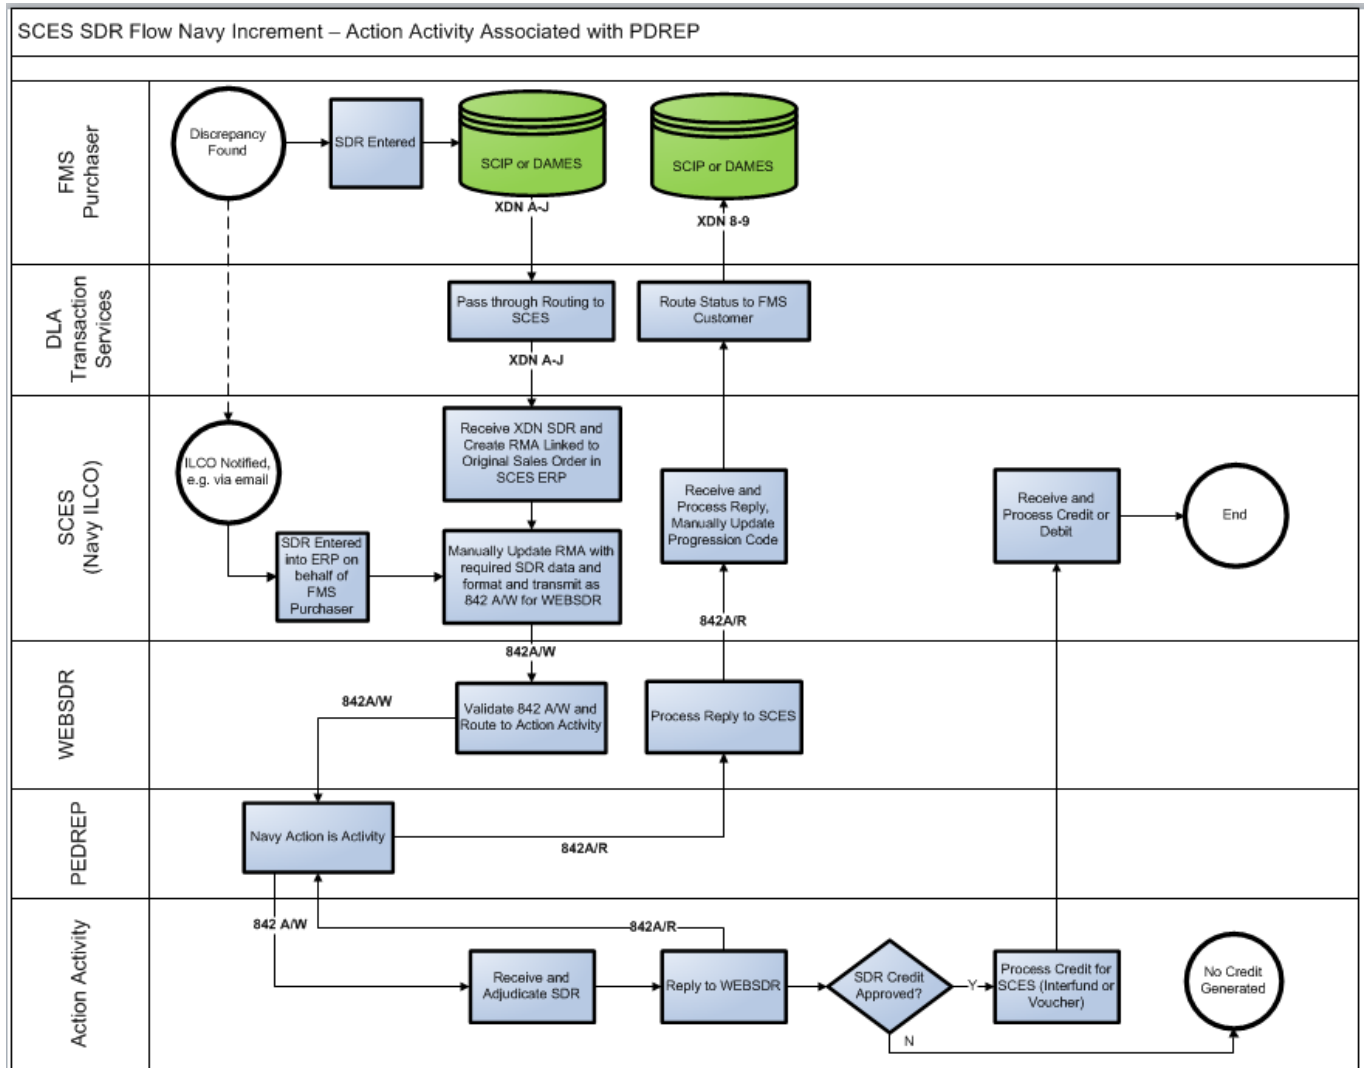 SCES SDR Flow Navy Increment – Action Activity Associated with PDREP
FMS
Purchaser
Discrepancy
Found
SDR Entered
SCIP or DAMES
SCIP or DAMES
XDN A-J
XDN 8-9
DLA
Transaction
Services
Pass through Routing to
SCES
Route Status to FMS
Customer
XDN A-J
SCES
(Navy ILCO)
ILCO Notified,
e.g. via email
SDR Entered
into ERP on
behalf of
FMS
Purchaser
Receive XDN SDR and
Create RMA Linked to
Original Sales Order in
SCES ERP
Manually Update RMA with
required SDR data and
format and transmit as
842 A/W for WEBSDR
Receive and
Process Reply,
Manually Update
Progression Code
Receive and
Process Credit or
Debit
End
842A/R
842A/W
WEBSDR
842A/W
Validate 842 A/W and
Route to Action Activity
Process Reply to SCES
PEDREP
Navy Action is Activity
842A/R
Action Activity
842 A/W
842A/R
Receive and
Adjudicate SDR
Reply to WEBSDR
SDR Credit
Approved?
Y
N
Process Credit for
SCES (Interfund or
Voucher)
No Credit
Generated